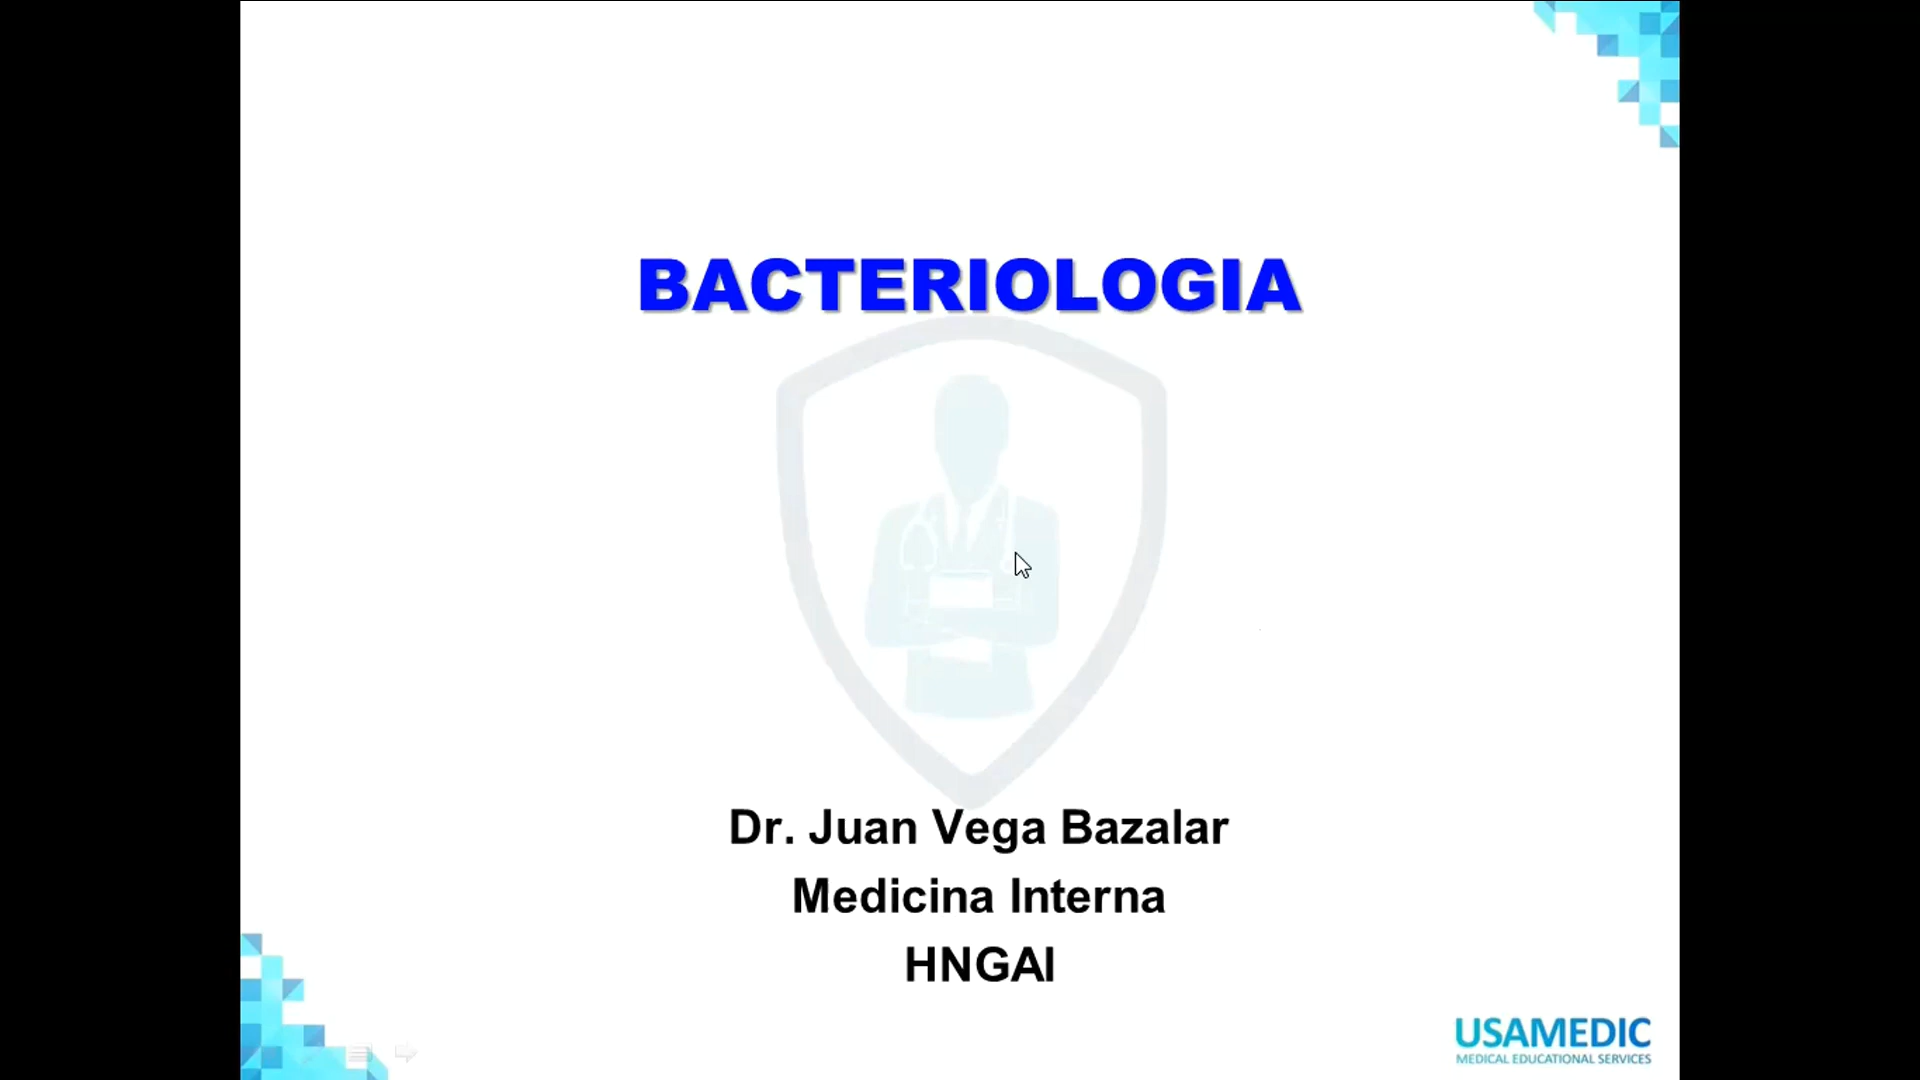 BACTERIOLOGIA
Dr. Juan Vega Bazalar
Medicina Interna
HNGAI
USAMEDIC
MEDICAL EDUCATIONAL SERVICES